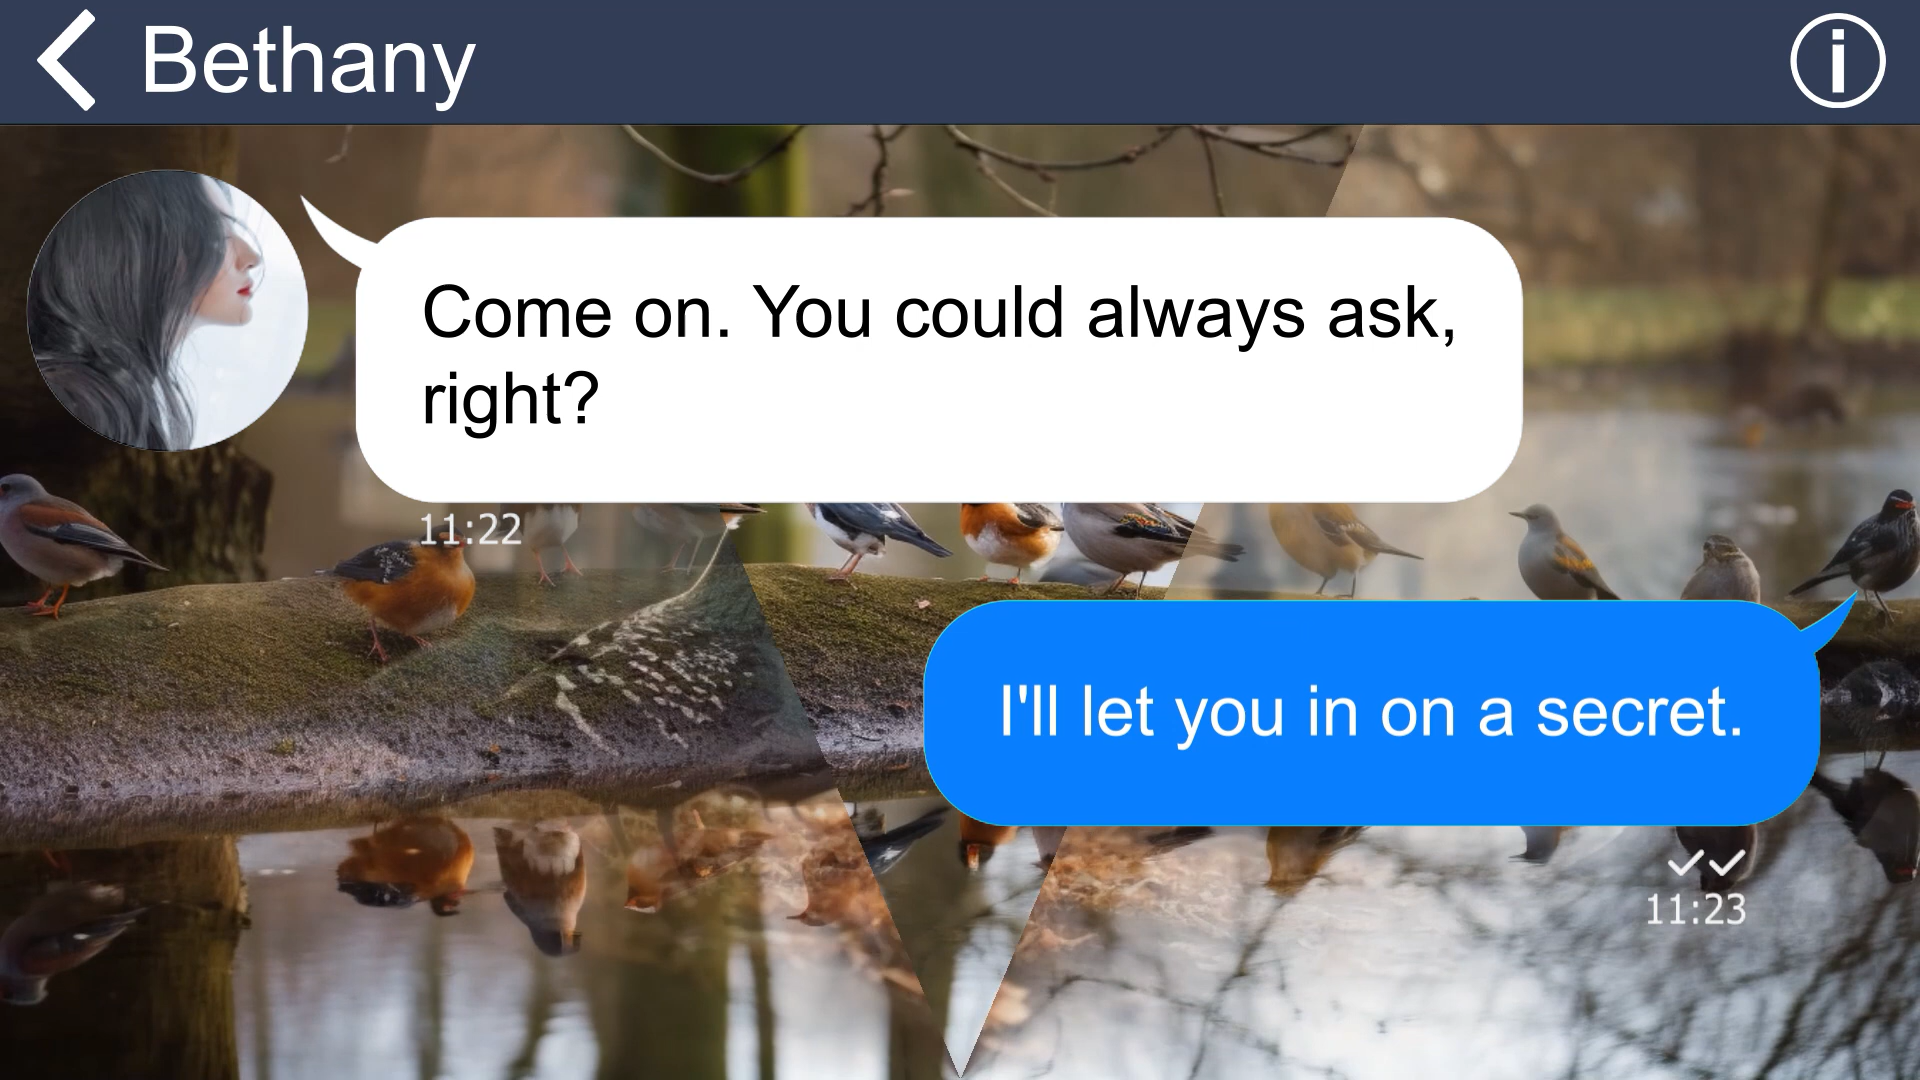 Bethany
Come on. You could always ask,
right?
11:22
I'll let you in on a secret.
11:23